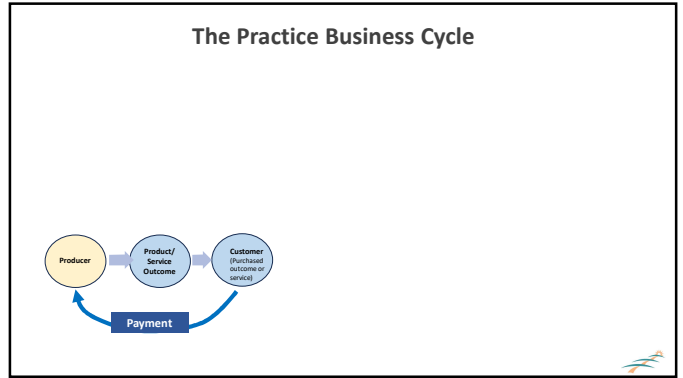 The Practice Business Cycle
Producer
Product/
Service
Outcome
Customer
(Purchased
outcome or
service)
Payment